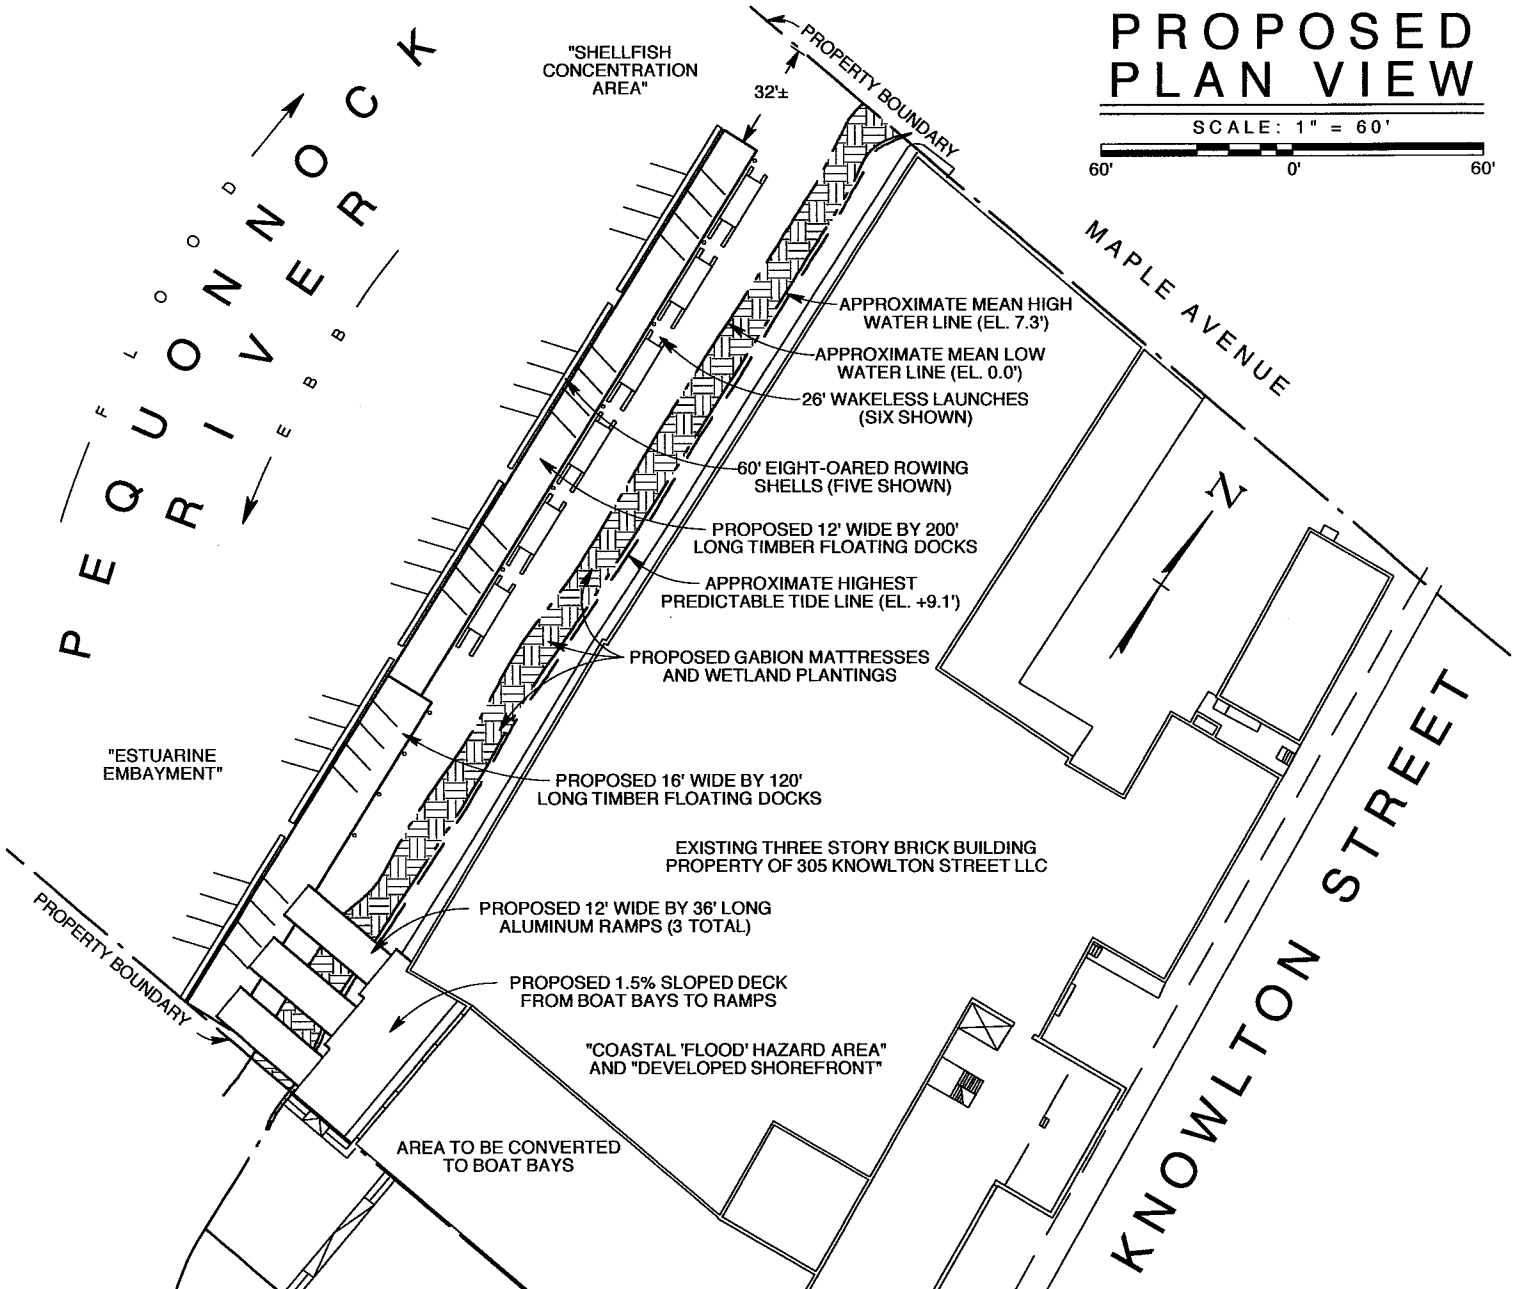 PROPOSED
PLAN VIEW
SCALE: 1" = 60'
60'
0'
60'
"SHELLFISH
CONCENTRATION
AREA"
32'±
PROPERTY BOUNDARY
PEQUONNOCK
RIVER
FLOOD
EBB
MAPLE AVENUE
APPROXIMATE MEAN HIGH
WATER LINE (EL. 7.3')
APPROXIMATE MEAN LOW
WATER LINE (EL. 0.0')
26' WAKELESS LAUNCHES
(SIX SHOWN)
60' EIGHT-OARED ROWING
SHELLS (FIVE SHOWN)
N
PROPOSED 12' WIDE BY 200'
LONG TIMBER FLOATING DOCKS
APPROXIMATE HIGHEST
PREDICTABLE TIDE LINE (EL. +9.1')
PROPOSED GABION MATTRESSES
AND WETLAND PLANTINGS
"ESTUARINE
EMBAYMENT"
PROPOSED 16' WIDE BY 120'
LONG TIMBER FLOATING DOCKS
EXISTING THREE STORY BRICK BUILDING
PROPERTY OF 305 KNOWLTON STREET LLC
KNOWLTON STREET
PROPOSED 12' WIDE BY 36' LONG
ALUMINUM RAMPS (3 TOTAL)
PROPERTY BOUNDARY
PROPOSED 1.5% SLOPED DECK
FROM BOAT BAYS TO RAMPS
"COASTAL 'FLOOD' HAZARD AREA"
AND "DEVELOPED SHOREFRONT"
AREA TO BE CONVERTED
TO BOAT BAYS